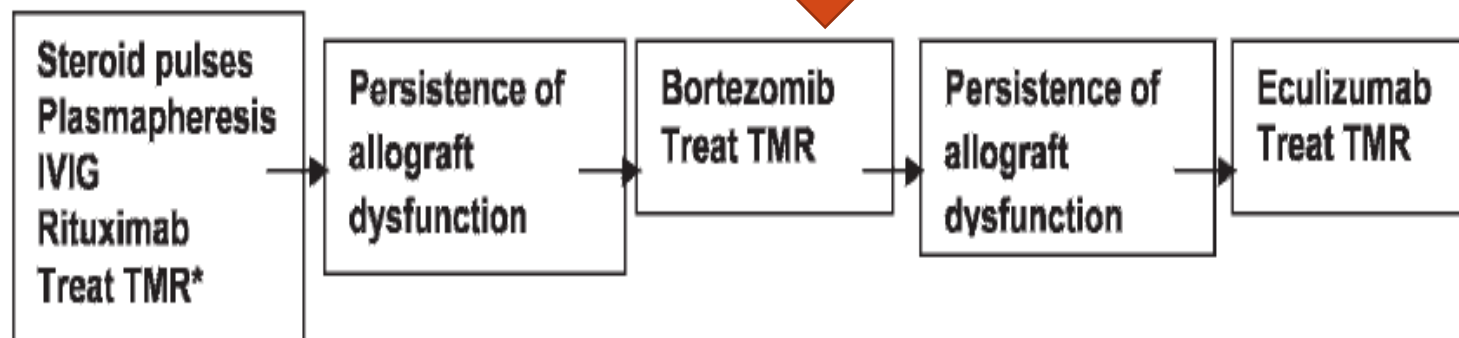 Steroid pulses
Plasmapheresis
IVIG
Rituximab
Treat TMR*
Persistence of
allograft
dysfunction
Bortezomib
Treat TMR
Persistence of
allograft
dysfunction
Eculizumab
Treat TMR